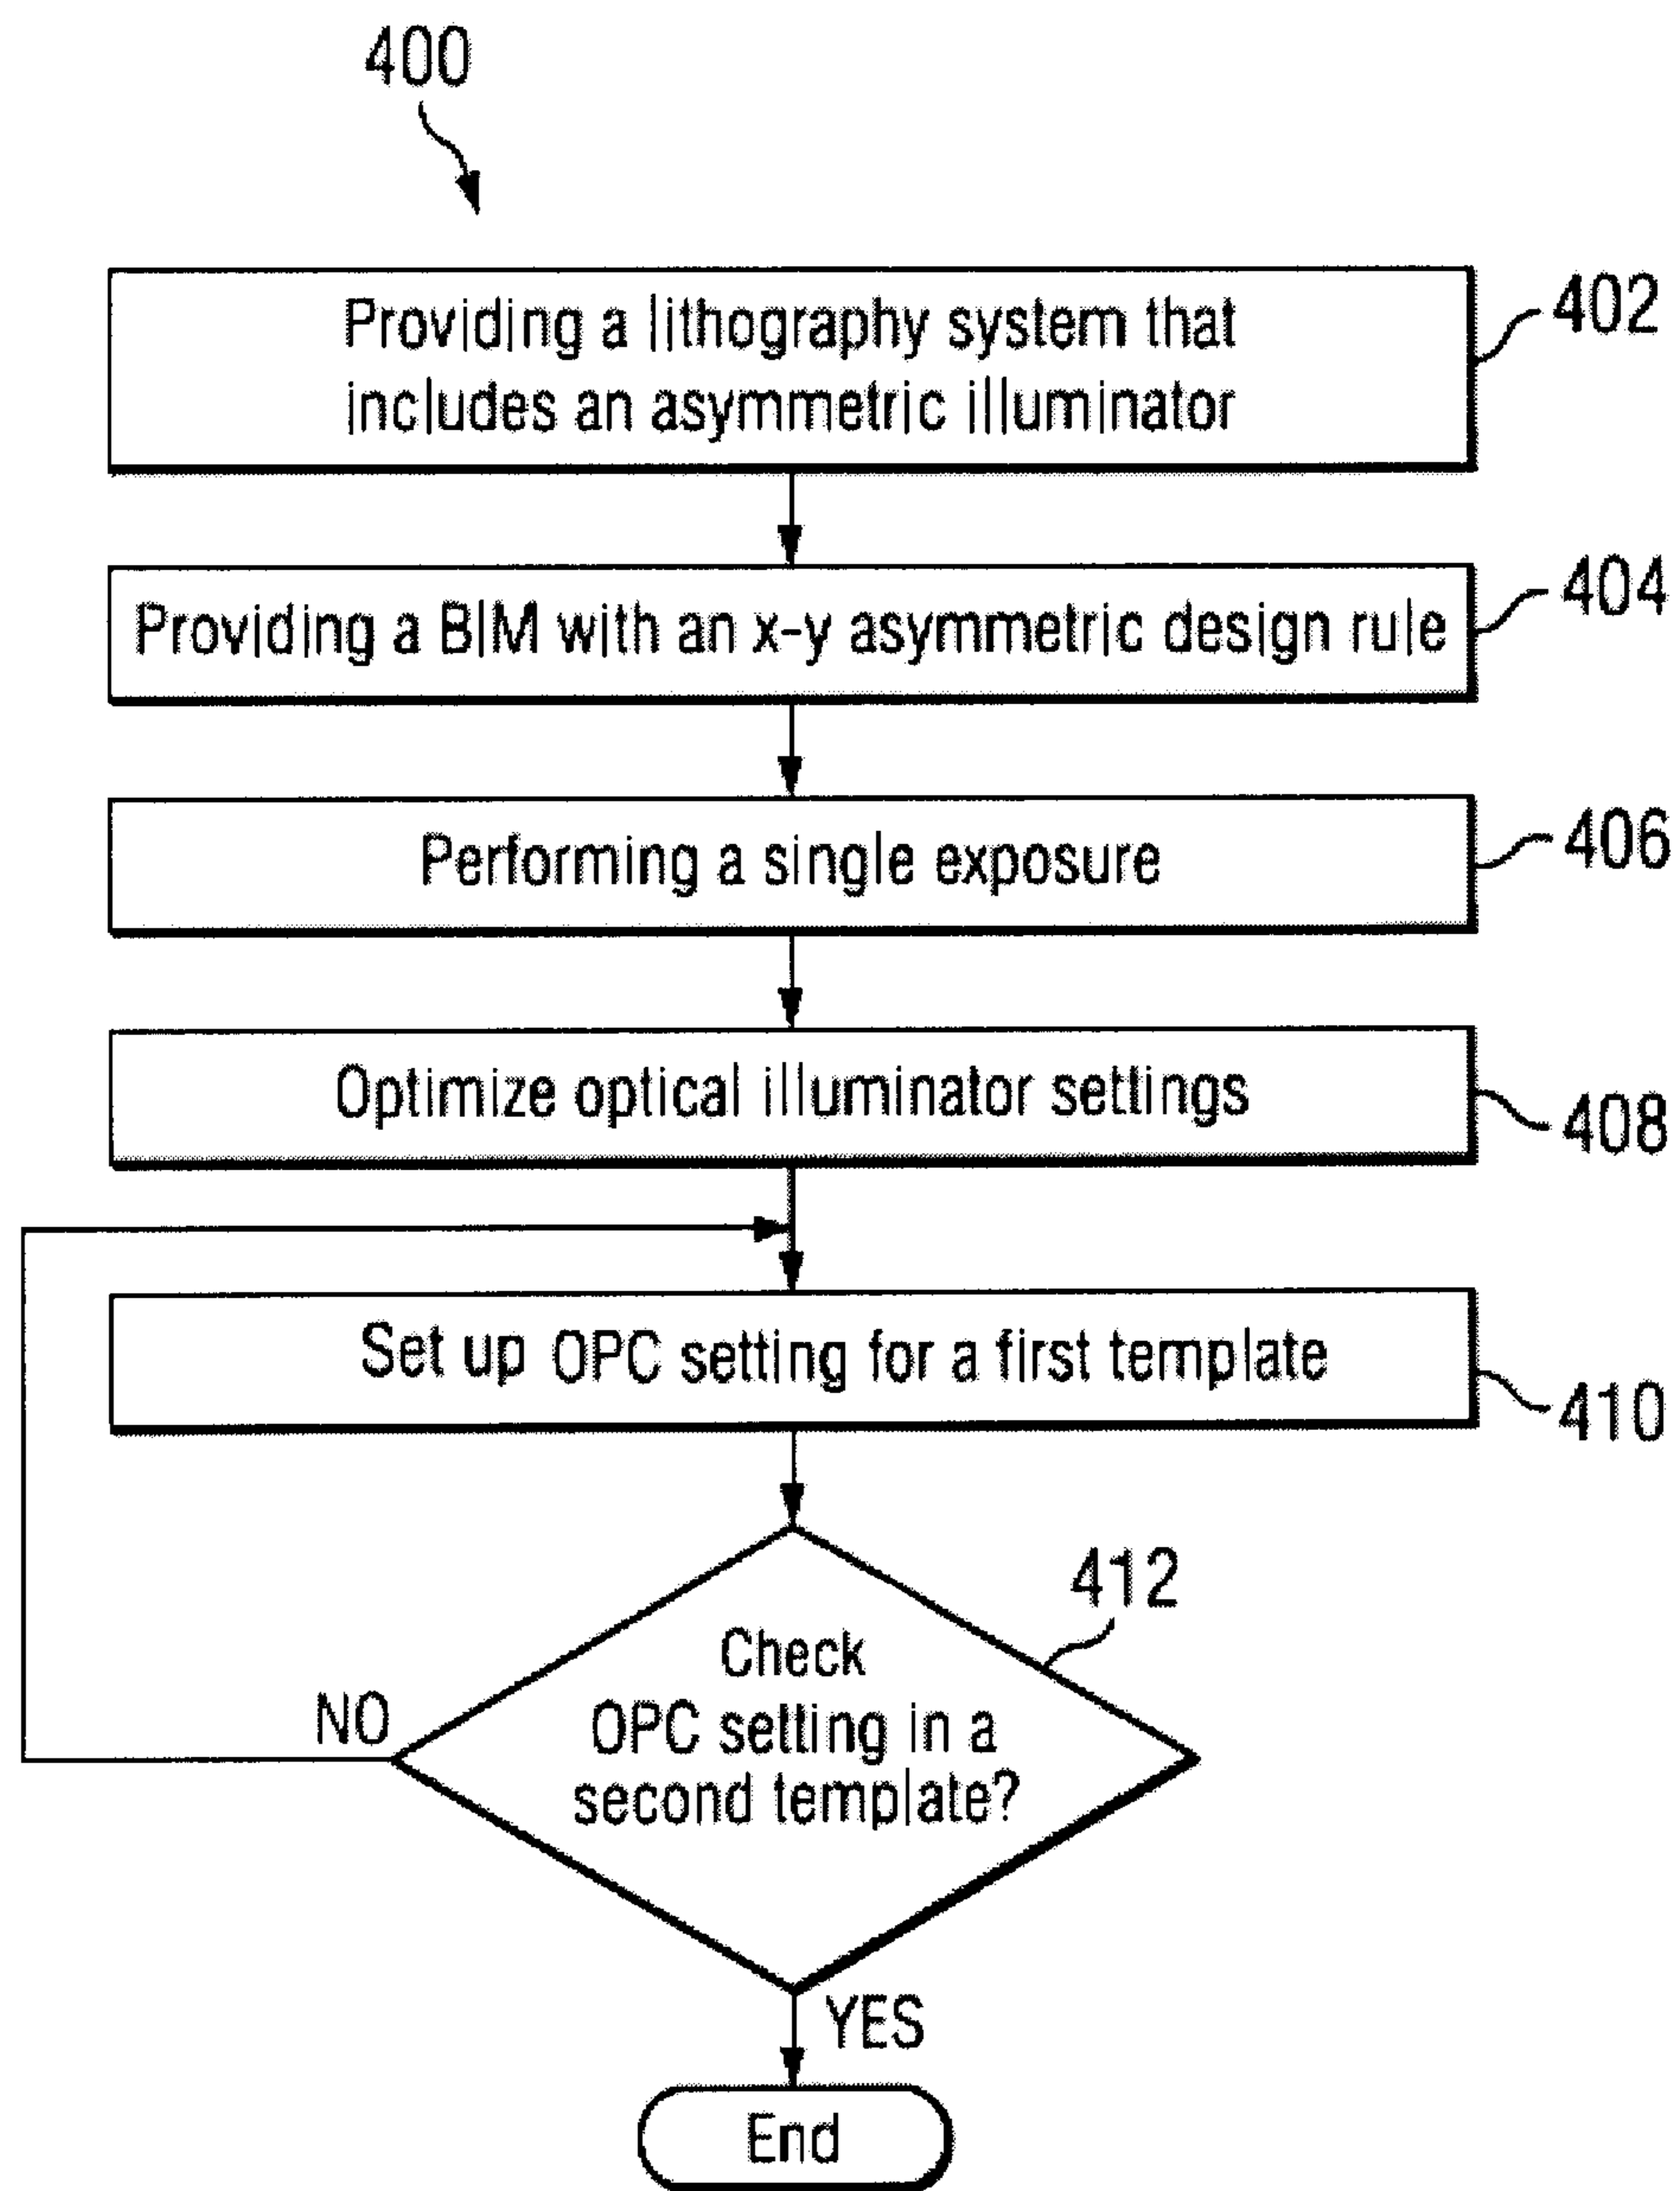 400
Providing a lithography system that
includes an asymmetric illuminator
402
Providing a BIM with an x-y asymmetric design rule
404
Performing a single exposure
406
Optimize optical illuminator settings
408
Set up OPC setting for a first template
410
412
Check
OPC setting in a
second template?
NO
YES
End